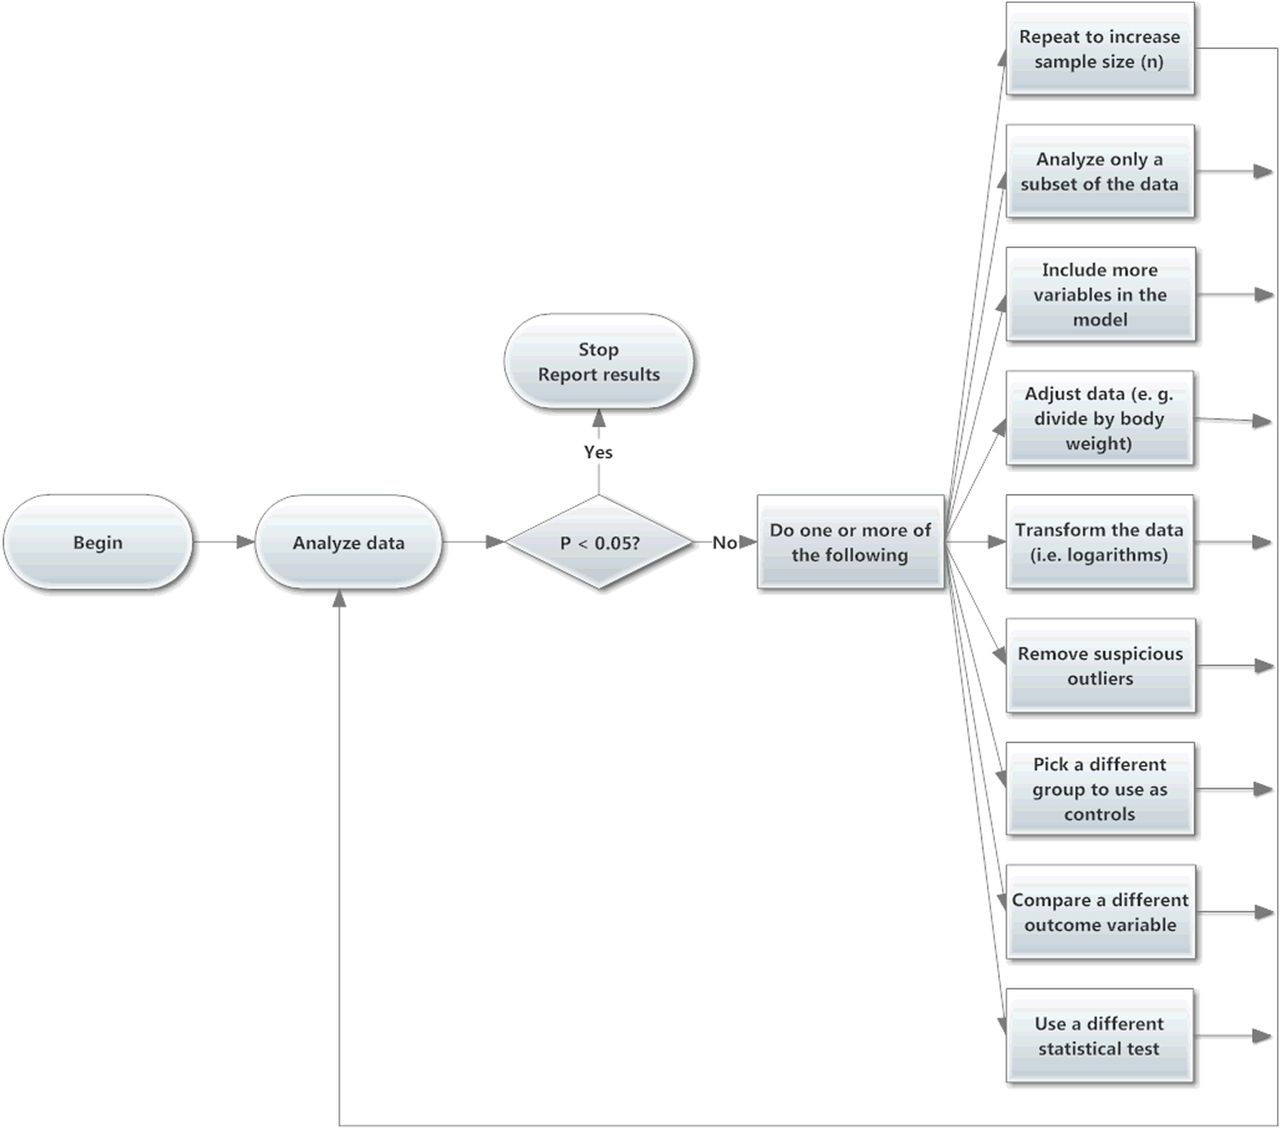 Begin
Analyze data
P < 0.05?
Yes
Stop
Report results
No
Do one or more of
the following
Repeat to increase
sample size (n)
Analyze only a
subset of the data
Include more
variables in the
model
Adjust data (e. g.
divide by body
weight)
Transform the data
(i.e. logarithms)
Remove suspicious
outliers
Pick a different
group to use as
controls
Compare a different
outcome variable
Use a different
statistical test